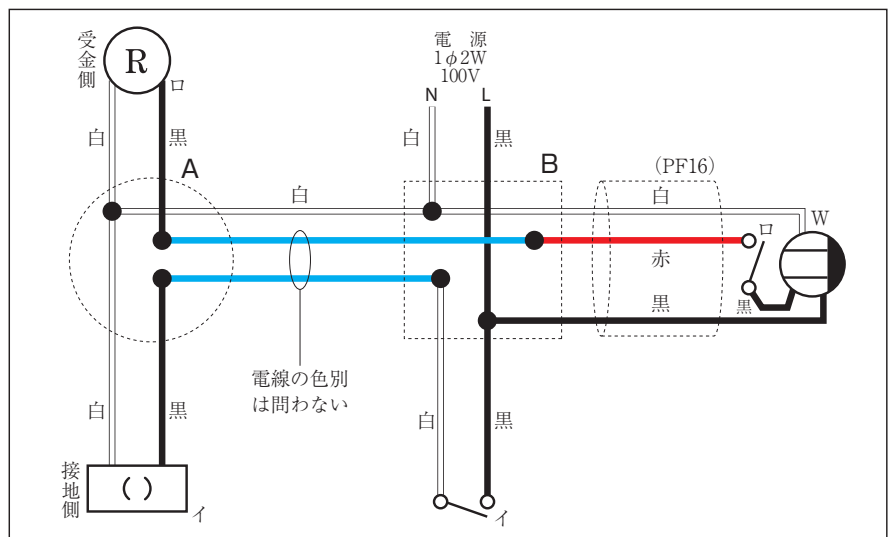 受金側
R
ロ
電 源
1φ2W
100V
N L
白
黒
白
黒
A
B
(PF16)
白
白
W
ロ
赤
黒
黒
電線の色別
は問わない
白
黒
白
黒
接地側
( )
イ
イ